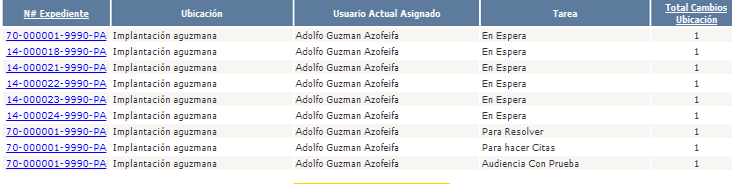 N# Expediente Ubicación Usuario Actual Asignado Tarea Total Cambios Ubicación
70-000001-9990-PA Implantación aguzmana Adolfo Guzman Azofeifa En Espera 1
14-000018-9990-PA Implantación aguzmana Adolfo Guzman Azofeifa En Espera 1
14-000021-9990-PA Implantación aguzmana Adolfo Guzman Azofeifa En Espera 1
14-000022-9990-PA Implantación aguzmana Adolfo Guzman Azofeifa En Espera 1
14-000023-9990-PA Implantación aguzmana Adolfo Guzman Azofeifa En Espera 1
14-000024-9990-PA Implantación aguzmana Adolfo Guzman Azofeifa En Espera 1
70-000001-9990-PA Implantación aguzmana Adolfo Guzman Azofeifa Para Resolver 1
70-000001-9990-PA Implantación aguzmana Adolfo Guzman Azofeifa Para hacer Citas 1
70-000001-9990-PA Implantación aguzmana Adolfo Guzman Azofeifa Audiencia Con Prueba 1